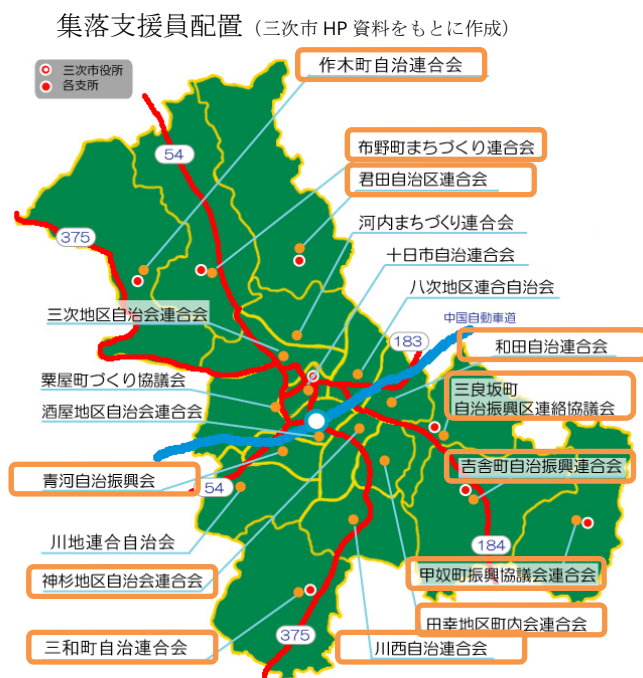 集落支援員配置（三次市 HP 資料をもとに作成）
三次市役所
各支所
作木町自治連合会
54
布野町まちづくり連合会
君田自治区連合会
375
河内まちづくり連合会
十日市自治連合会
八次地区連合自治会
三次地区自治会連合会
中国自動車道
183
和田自治連合会
粟屋町づくり協議会
三良坂町
自治振興区連絡協議会
酒屋地区自治会連合会
吉舎町自治振興連合会
青河自治振興会
54
川地連合自治会
184
神杉地区自治会連合会
甲奴町振興協議会連合会
田幸地区町内会連合会
375
三和町自治連合会
川西自治連合会